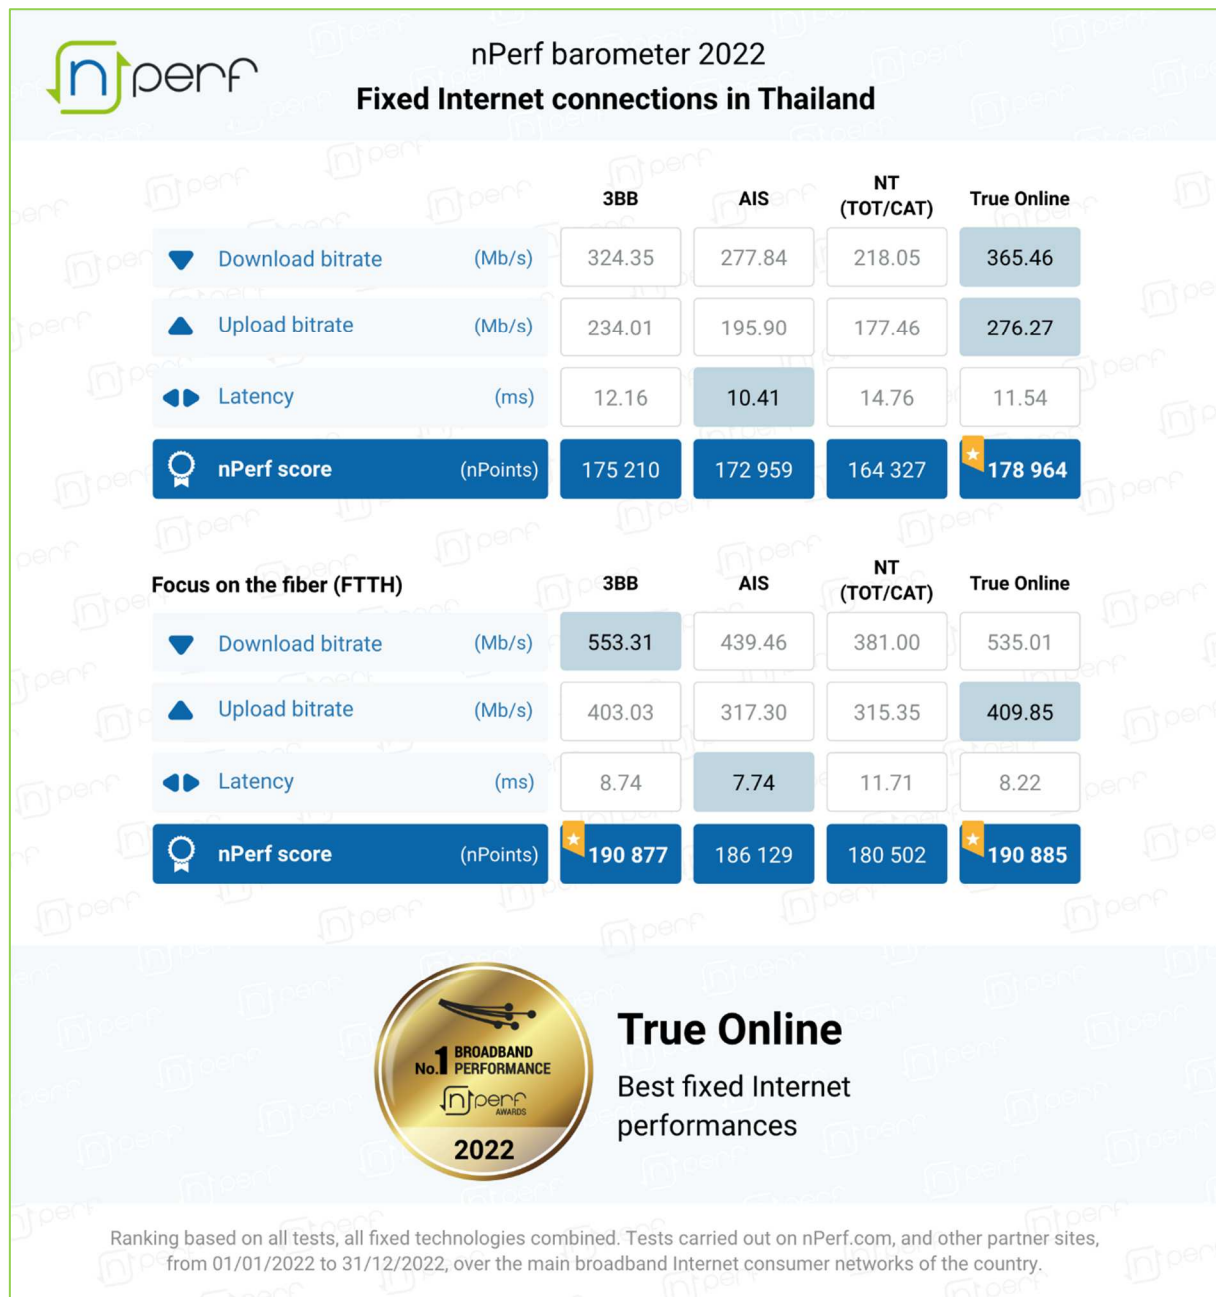 nPerf
nPerf barometer 2022
Fixed Internet connections in Thailand
3BB AIS NT (TOT/CAT) True Online
Download bitrate (Mb/s) 324.35 277.84 218.05 365.46
Upload bitrate (Mb/s) 234.01 195.90 177.46 276.27
Latency (ms) 12.16 10.41 14.76 11.54
nPerf score (nPoints) 175 210 172 959 164 327 178 964
Focus on the fiber (FTTH) 3BB AIS NT (TOT/CAT) True Online
Download bitrate (Mb/s) 553.31 439.46 381.00 535.01
Upload bitrate (Mb/s) 403.03 317.30 315.35 409.85
Latency (ms) 8.74 7.74 11.71 8.22
nPerf score (nPoints) 190 877 186 129 180 502 190 885
No.1 BROADBAND
PERFORMANCE
nPerf
AWARDS
2022
True Online
Best fixed Internet
performances
Ranking based on all tests, all fixed technologies combined. Tests carried out on nPerf.com, and other partner sites,
from 01/01/2022 to 31/12/2022, over the main broadband Internet consumer networks of the country.